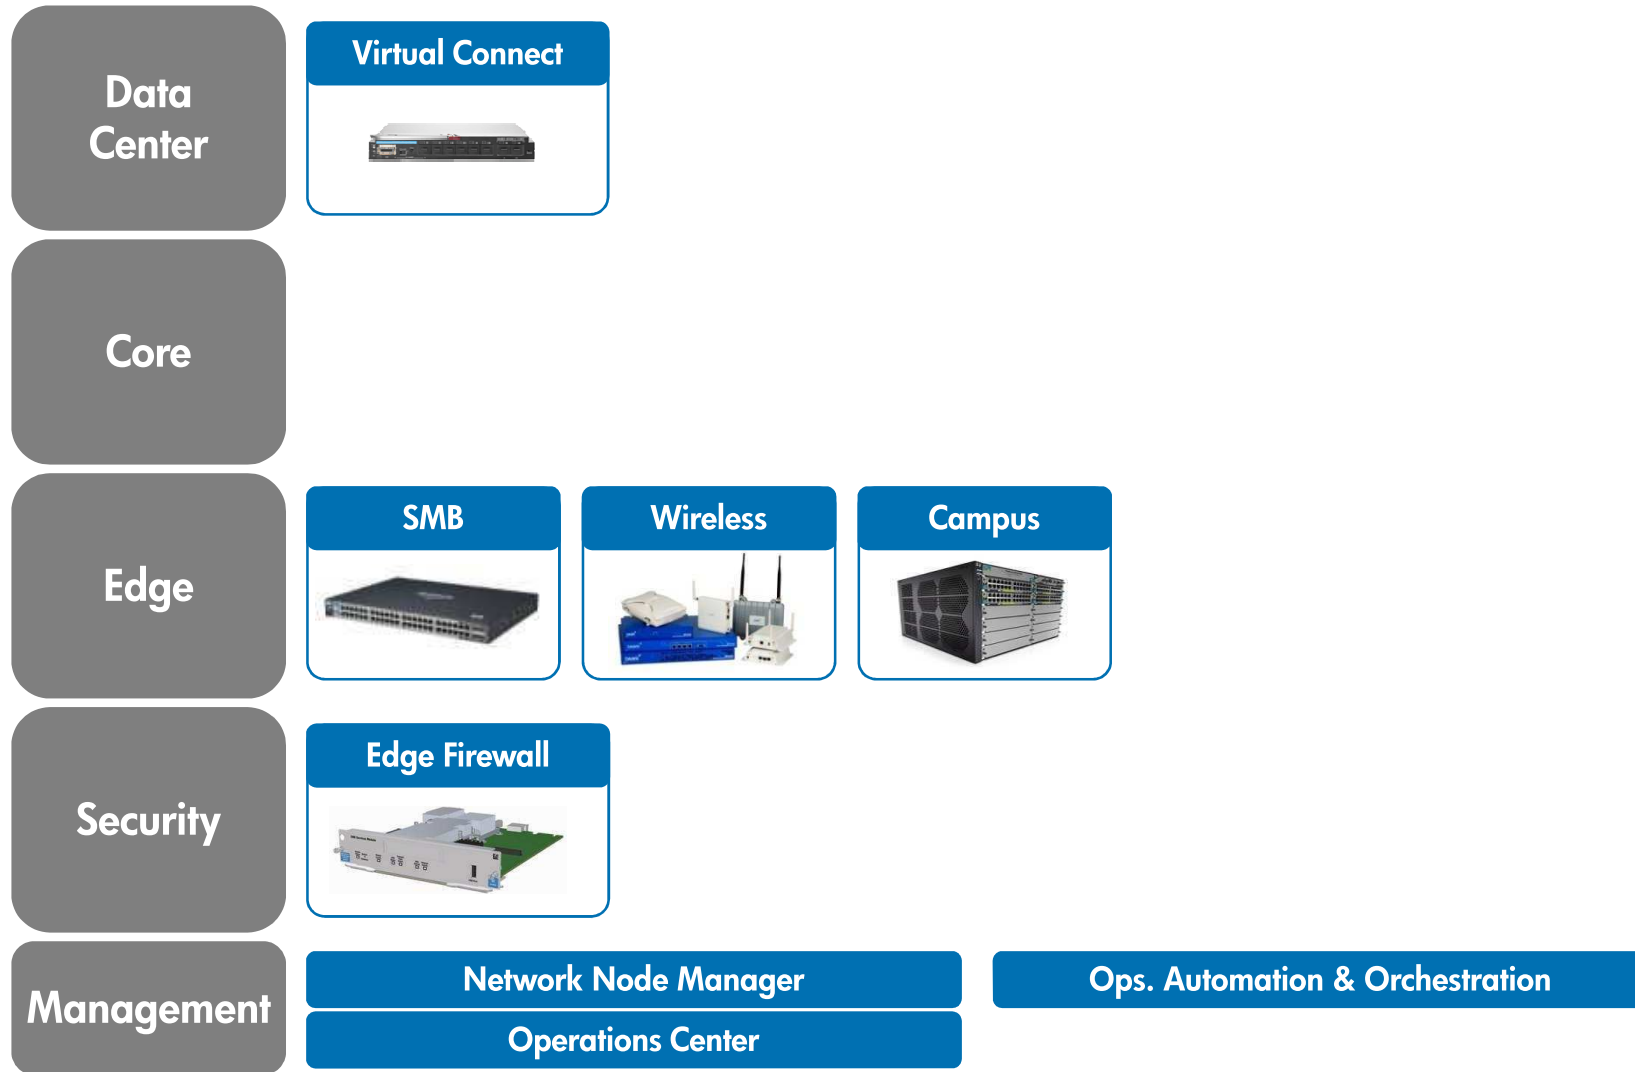 Data
Center
Virtual Connect
Core
Edge
SMB
Wireless
Campus
Security
Edge Firewall
Management
Network Node Manager
Ops. Automation & Orchestration
Operations Center